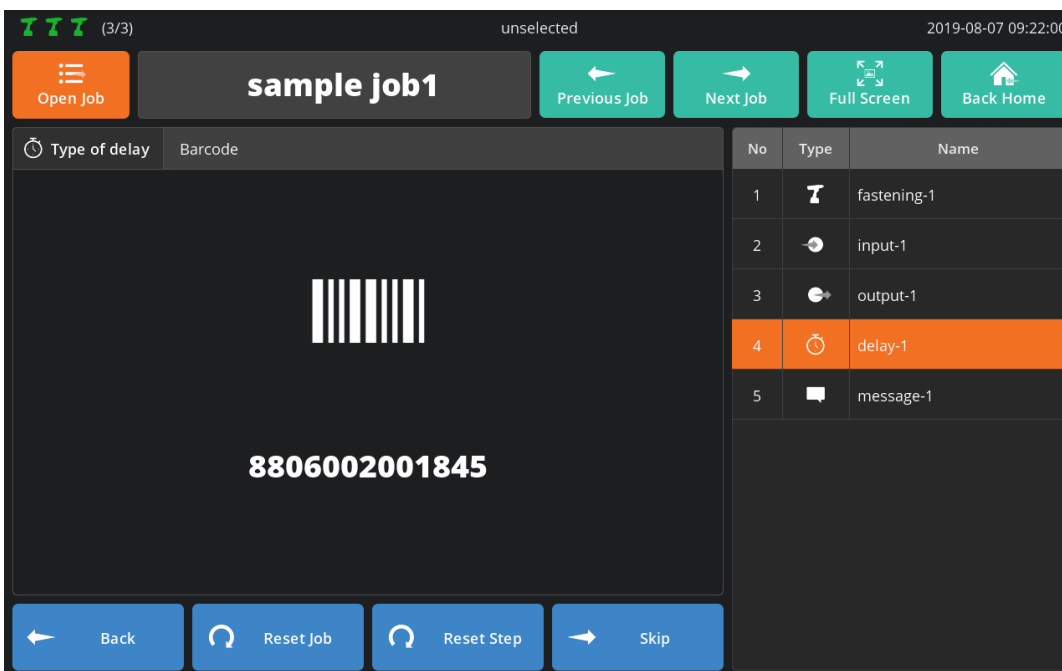 (3/3) unselected 2019-08-07 09:22:00
Open Job
sample job1
Previous Job
Next Job
Full Screen
Back Home
Type of delay Barcode
8806002001845
No Type Name
1 fastening-1
2 input-1
3 output-1
4 delay-1
5 message-1
Back
Reset Job
Reset Step
Skip